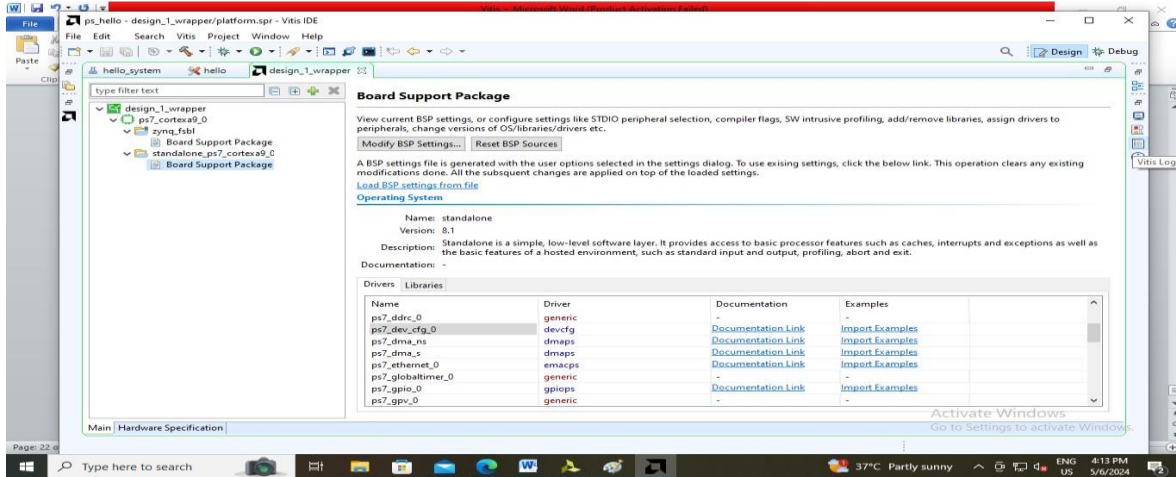 Vitis - Microsoft Word (Product Activation Failed)
File
Paste
Clip
ps_hello - design_1_wrapper/platform.spr - Vitis IDE
File Edit Search Vitis Project Window Help
Design Debug
hello_system hello design_1_wrapper
type filter text
design_1_wrapper
ps7_cortexa9_0
zynq_fsbl
Board Support Package
standalone_ps7_cortexa9_0
Board Support Package
Board Support Package
View current BSP settings, or configure settings like STDIO peripheral selection, compiler flags, SW intrusive profiling, add/remove libraries, assign drivers to
peripherals, change versions of OS/libraries/drivers etc.
Modify BSP Settings... Reset BSP Sources
A BSP settings file is generated with the user options selected in the settings dialog. To use exising settings, click the below link. This operation clears any existing
modifications done. All the subsquent changes are applied on top of the loaded settings.
Load BSP settings from file
Operating System
Name: standalone
Version: 8.1
Description: Standalone is a simple, low-level software layer. It provides access to basic processor features such as caches, interrupts and exceptions as well as
the basic features of a hosted environment, such as standard input and output, profiling, abort and exit.
Documentation: -
Drivers Libraries
Name Driver Documentation Examples
ps7_ddrc_0 generic - -
ps7_dev_cfg_0 devcfg Documentation Link Import Examples
ps7_dma_ns dmaps Documentation Link Import Examples
ps7_dma_s dmaps Documentation Link Import Examples
ps7_ethernet_0 emacps Documentation Link Import Examples
ps7_globaltimer_0 generic - -
ps7_gpio_0 gpiops Documentation Link Import Examples
ps7_gpv_0 generic - -
Main Hardware Specification
Vitis Log
Activate Windows
Go to Settings to activate Windows.
Page: 22 o
Type here to search
37°C Partly sunny
ENG
US
4:13 PM
5/6/2024